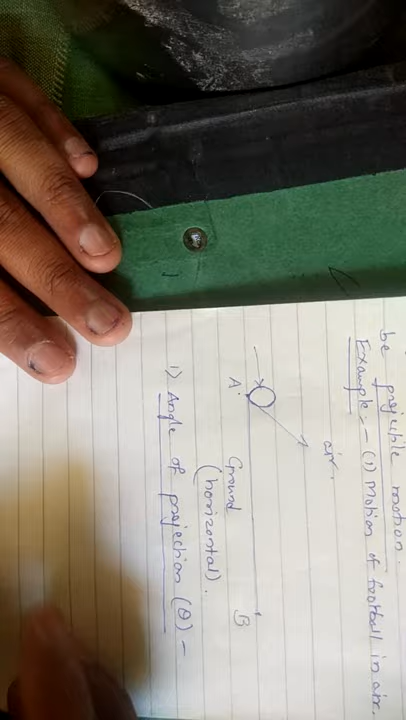 be projectile motion.
Example:- (1) Motion of football in air.
air.
A B
Ground
(horizontal).
1) Angle of projection (θ) -